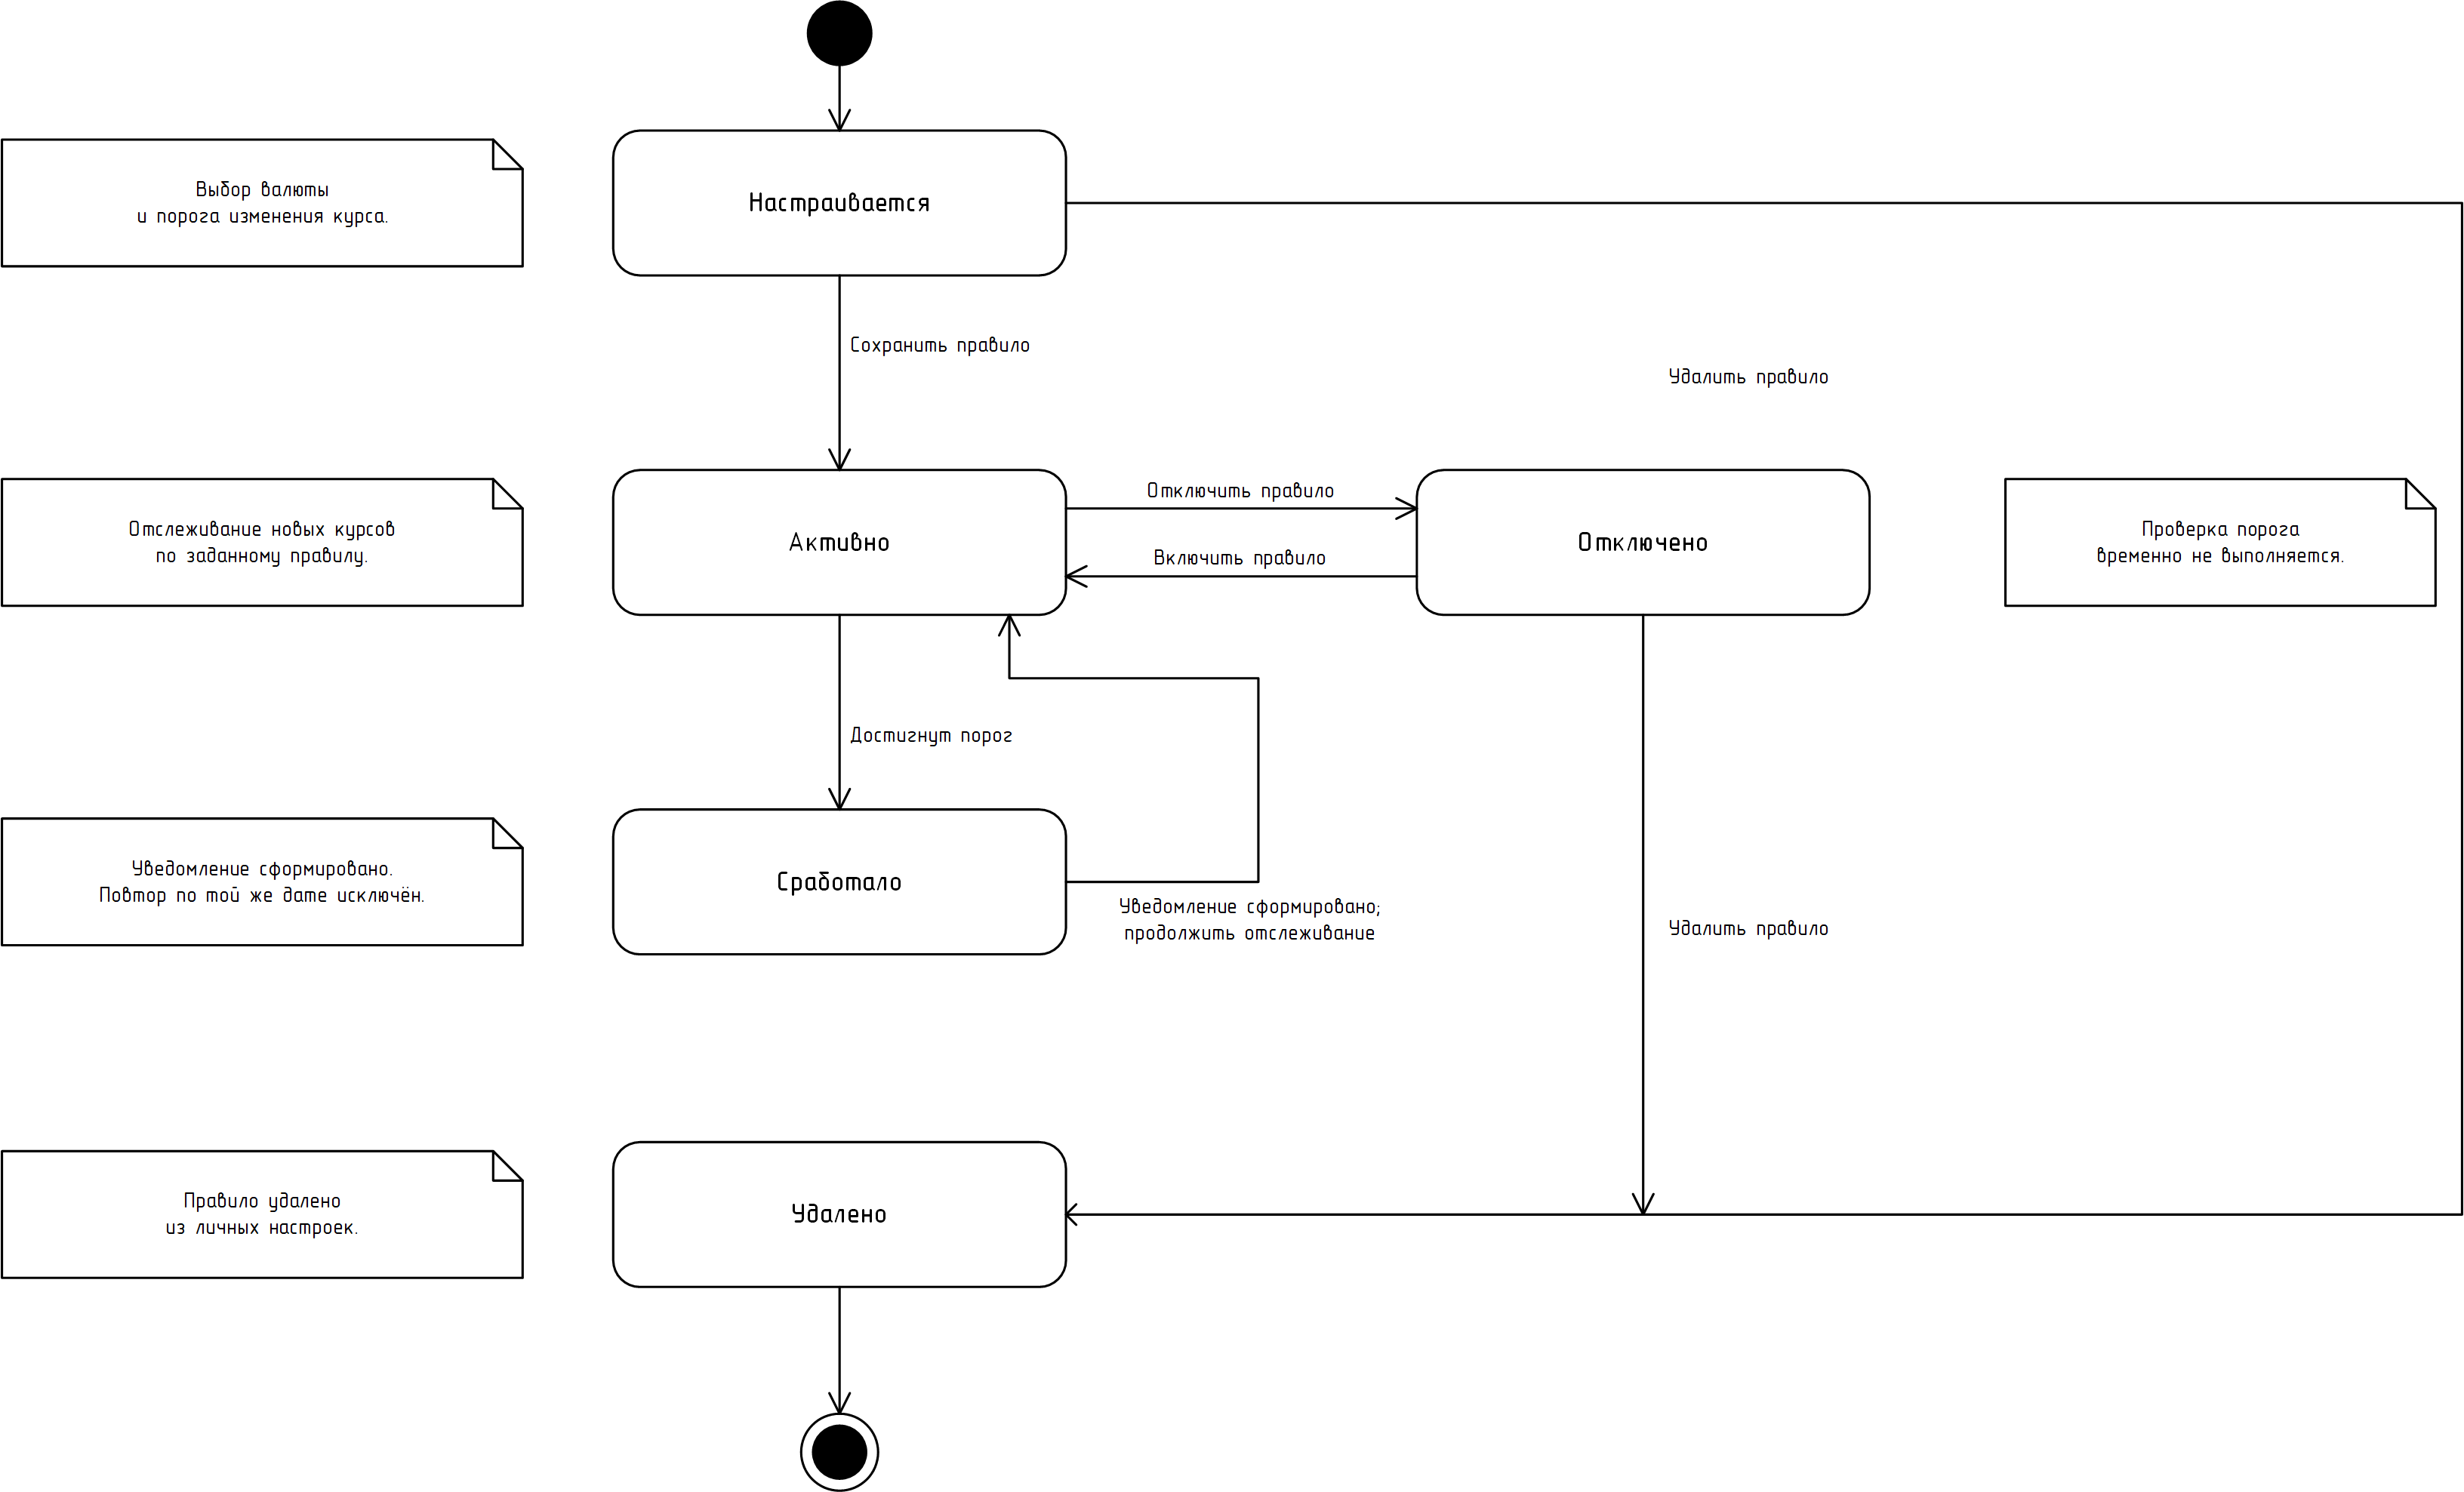 Выбор валюты
и порога изменения курса.
Настраивается
Сохранить правило
Удалить правило
Отслеживание новых курсов
по заданному правилу.
Активно
Отключить правило
Включить правило
Отключено
Проверка порога
временно не выполняется.
Достигнут порог
Уведомление сформировано.
Повтор по той же дате исключён.
Сработало
Уведомление сформировано;
продолжить отслеживание
Удалить правило
Правило удалено
из личных настроек.
Удалено